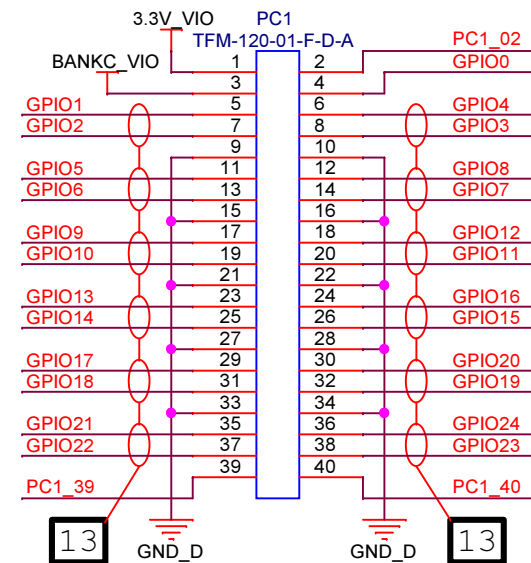 3.3V_VIO PC1
TFM-120-01-F-D-A
PC1_02
BANKC_VIO 1 2 GPIO0
3 4
GPIO1 5 6 GPIO4
GPIO2 7 8 GPIO3
9 10
GPIO5 11 12 GPIO8
GPIO6 13 14 GPIO7
15 16
GPIO9 17 18 GPIO12
GPIO10 19 20 GPIO11
21 22
GPIO13 23 24 GPIO16
GPIO14 25 26 GPIO15
27 28
GPIO17 29 30 GPIO20
GPIO18 31 32 GPIO19
33 34
GPIO21 35 36 GPIO24
GPIO22 37 38 GPIO23
39 40
PC1_39 PC1_40
13 13
GND_D GND_D